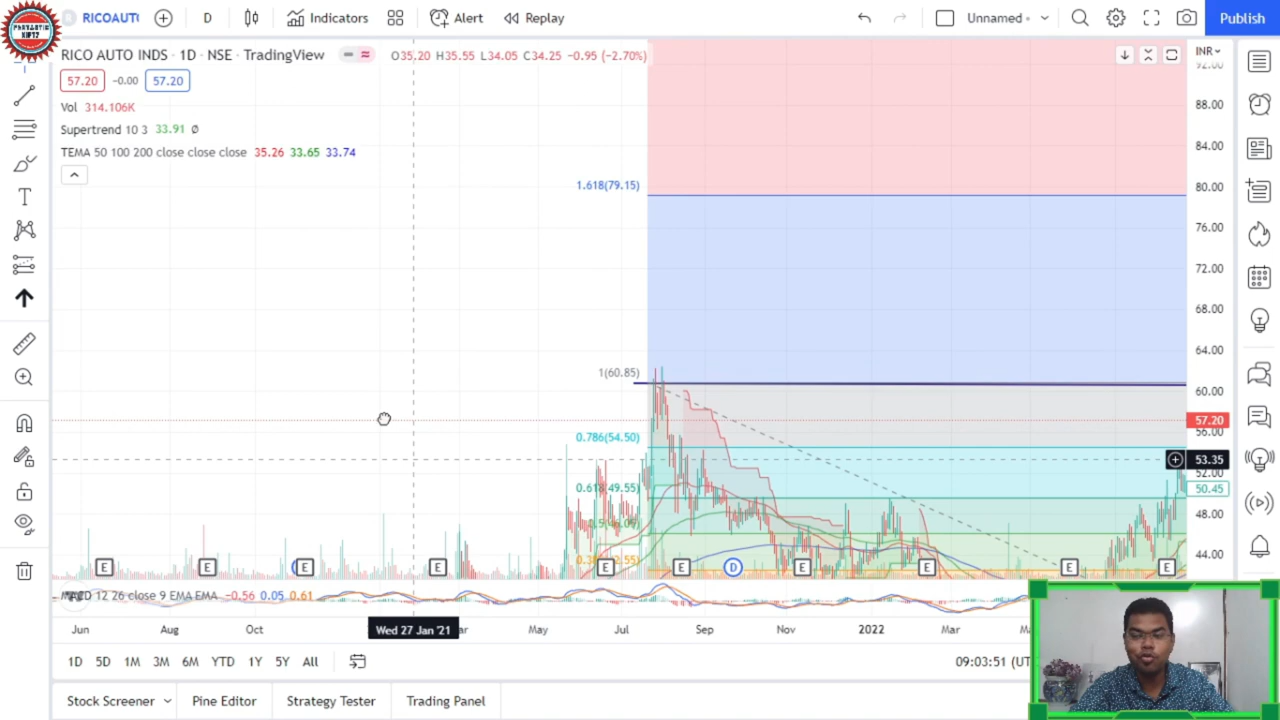 FANTASTIC
NIFTY
RICOAUTO
D
Indicators
Alert
Replay
Unnamed
Publish
RICO AUTO INDS · 1D · NSE · TradingView
O35.20 H35.55 L34.05 C34.25 −0.95 (−2.70%)
INR
57.20 -0.00 57.20
Vol 314.106K
Supertrend 10 3 33.91 Ø
TEMA 50 100 200 close close close 35.26 33.65 33.74
92.00
88.00
84.00
80.00
76.00
72.00
68.00
64.00
60.00
57.20
56.00
53.35
52.00
50.45
48.00
44.00
1.618(79.15)
1(60.85)
0.786(54.50)
0.618(49.55)
E E E E E E D E E E E
12 26 close 9 EMA EMA −0.56 0.05 0.61
Jun Aug Oct Wed 27 Jan '21 May Jul Sep Nov 2022 Mar
1D 5D 1M 3M 6M YTD 1Y 5Y All
09:03:51 (UT
Stock Screener Pine Editor Strategy Tester Trading Panel